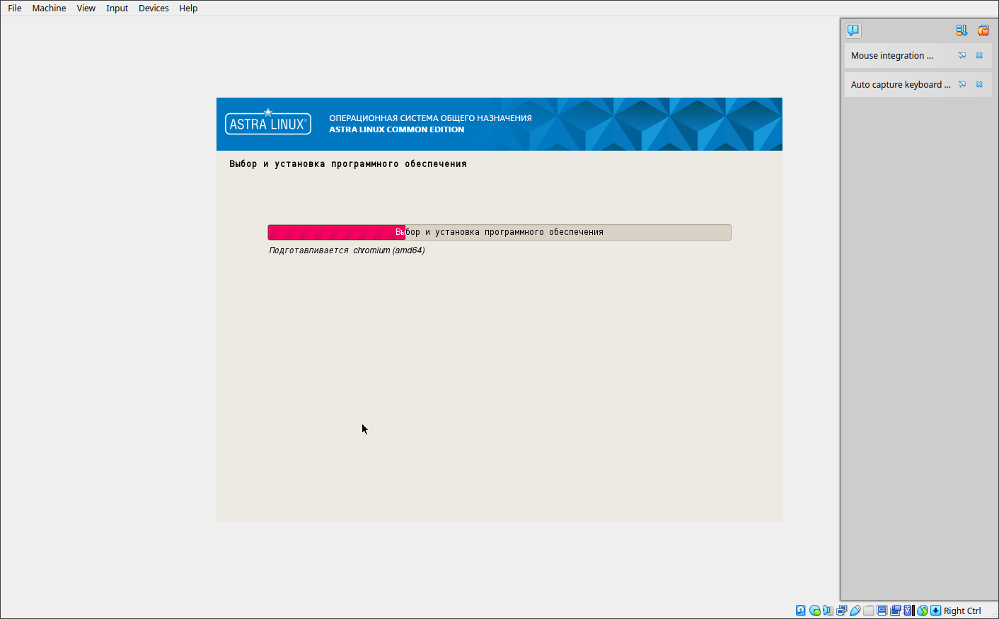 File Machine View Input Devices Help
Mouse integration ...
Auto capture keyboard ...
ASTRA LINUX®
ОПЕРАЦИОННАЯ СИСТЕМА ОБЩЕГО НАЗНАЧЕНИЯ
ASTRA LINUX COMMON EDITION
Выбор и установка программного обеспечения
Выбор и установка программного обеспечения
Подготавливается chromium (amd64)
Right Ctrl